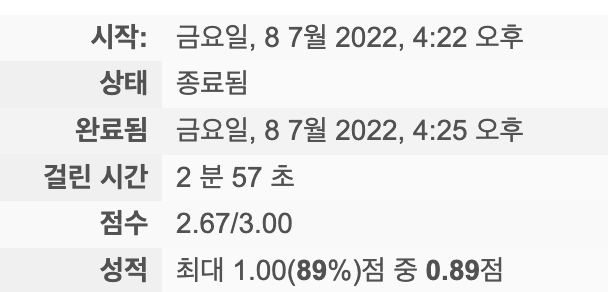 시작: 금요일, 8 7월 2022, 4:22 오후
상태 종료됨
완료됨 금요일, 8 7월 2022, 4:25 오후
걸린 시간 2 분 57 초
점수 2.67/3.00
성적 최대 1.00(89%)점 중 0.89점